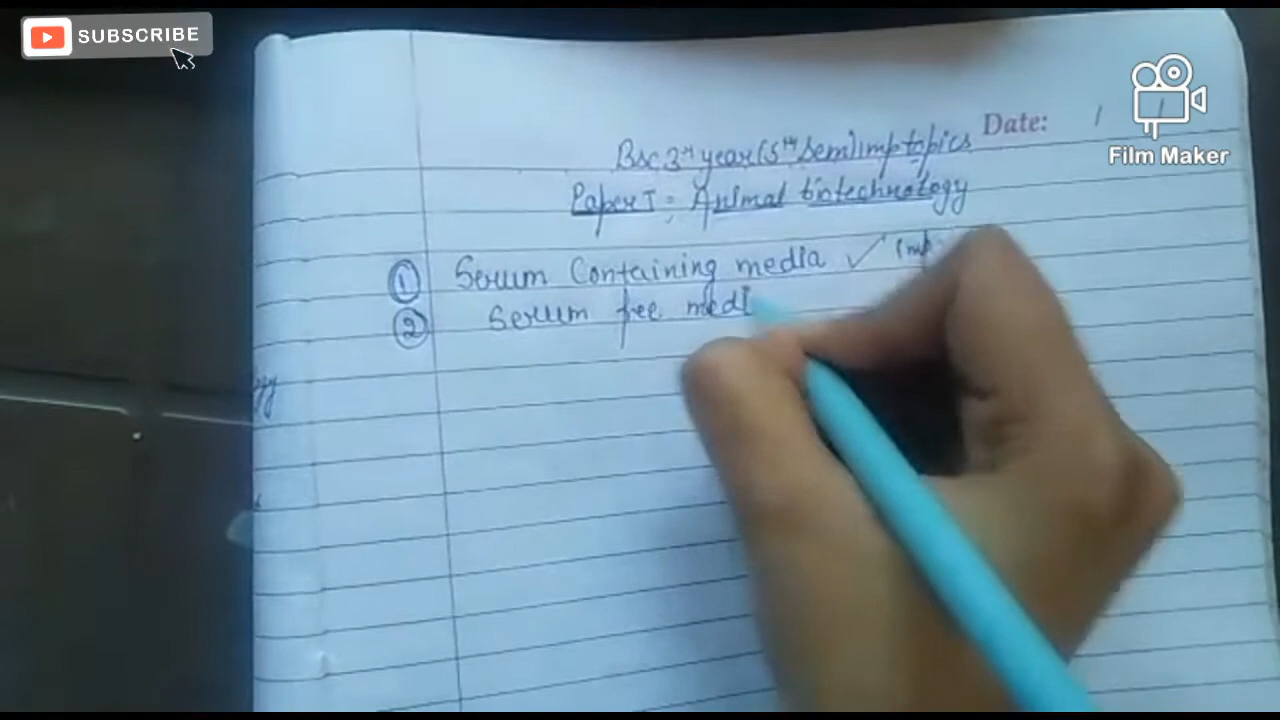 SUBSCRIBE
Film Maker
Date: / /
Bsc 3rd year (5th Sem) imp topics
Paper I = Animal biotechnology
① Serum Containing media ✓ imp
② Serum free medi